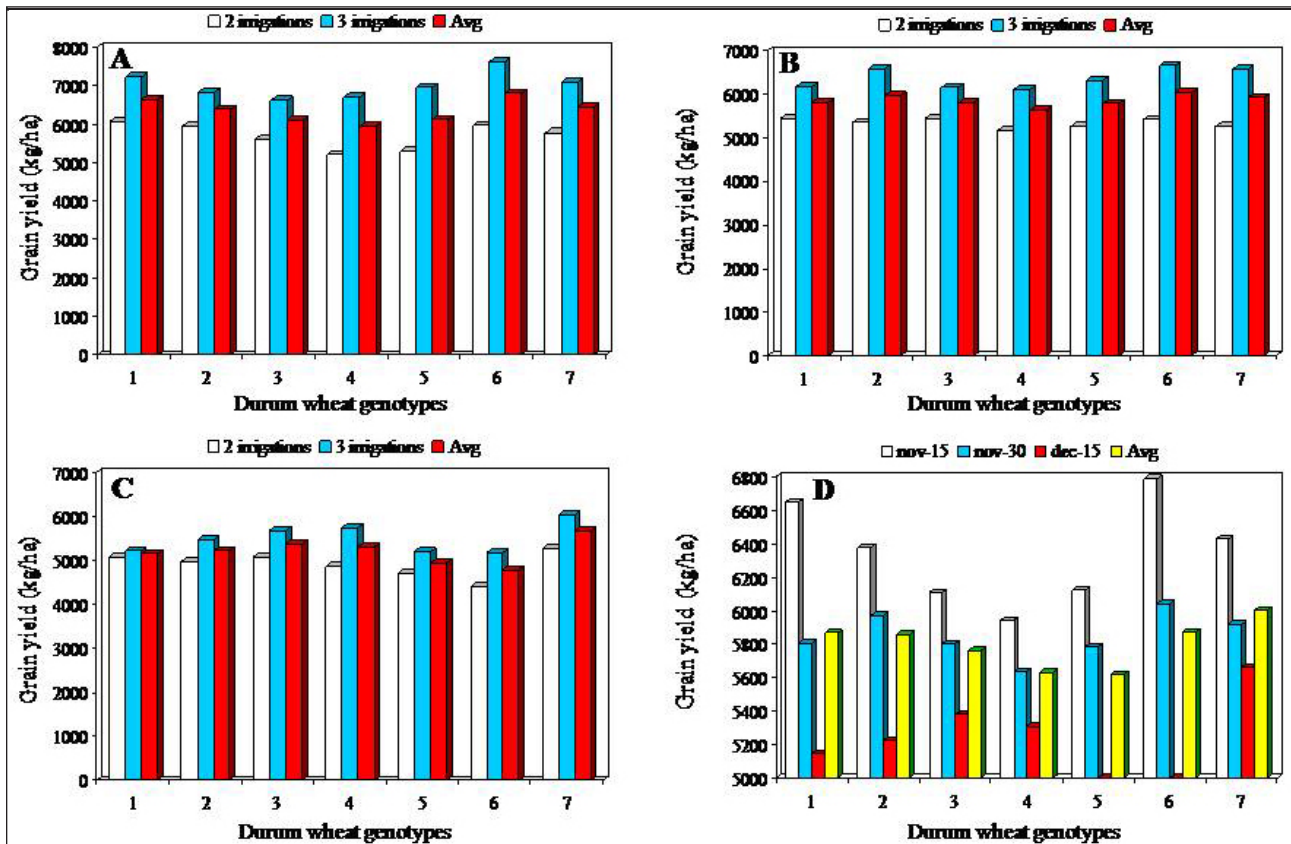 2 irrigations 3 irrigations Avg
A
Grain yield (kg/ha)
8000
7000
6000
5000
4000
3000
2000
1000
0
1 2 3 4 5 6 7
Durum wheat genotypes
2 irrigations 3 irrigations Avg
B
Grain yield (kg/ha)
7000
6000
5000
4000
3000
2000
1000
0
1 2 3 4 5 6 7
Durum wheat genotypes
2 irrigations 3 irrigations Avg
C
Grain yield (kg/ha)
7000
6000
5000
4000
3000
2000
1000
0
1 2 3 4 5 6 7
Durum wheat genotypes
nov-15 nov-30 dec-15 Avg
D
Grain yield (kg/ha)
6800
6600
6400
6200
6000
5800
5600
5400
5200
5000
1 2 3 4 5 6 7
Durum wheat genotypes